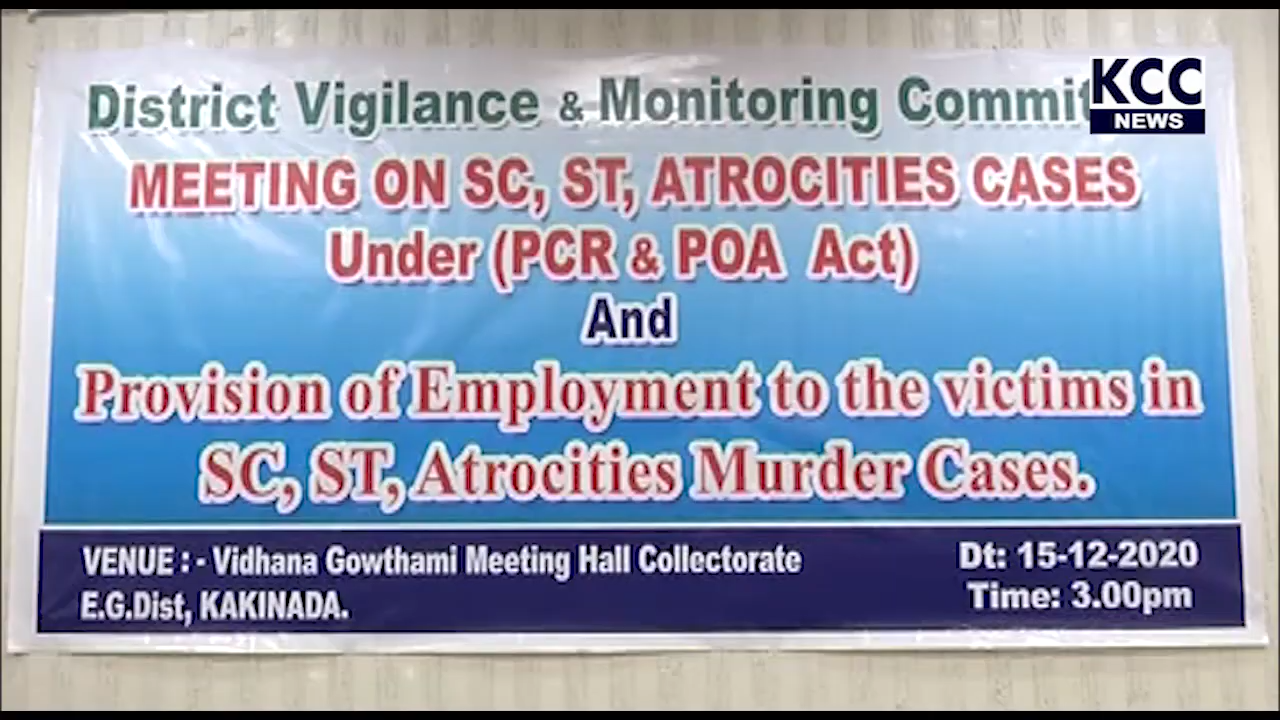 District Vigilance & Monitoring Commit
KCC
NEWS
MEETING ON SC, ST, ATROCITIES CASES
Under (PCR & POA Act)
And
Provision of Employment to the victims in
SC, ST, Atrocities Murder Cases.
VENUE : - Vidhana Gowthami Meeting Hall Collectorate
E.G.Dist, KAKINADA.
Dt: 15-12-2020
Time: 3.00pm